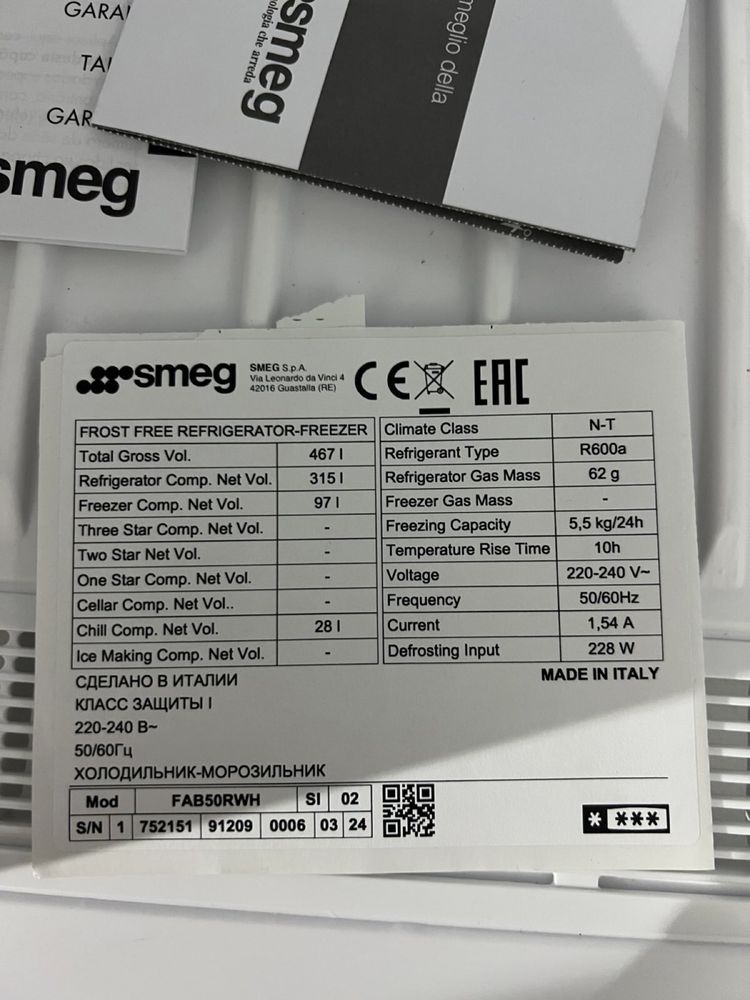 GARA
TAI
GAR
smeg
smeg
nologia che arreda
meglio della
smeg
SMEG S.p.A.
Via Leonardo da Vinci 4
42016 Guastalla (RE)
CE
EAC
FROST FREE REFRIGERATOR-FREEZER
Total Gross Vol. 467 l
Refrigerator Comp. Net Vol. 315 l
Freezer Comp. Net Vol. 97 l
Three Star Comp. Net Vol. -
Two Star Net Vol. -
One Star Comp. Net Vol. -
Cellar Comp. Net Vol.. -
Chill Comp. Net Vol. 28 l
Ice Making Comp. Net Vol. -
Climate Class N-T
Refrigerant Type R600a
Refrigerator Gas Mass 62 g
Freezer Gas Mass -
Freezing Capacity 5,5 kg/24h
Temperature Rise Time 10h
Voltage 220-240 V~
Frequency 50/60Hz
Current 1,54 A
Defrosting Input 228 W
MADE IN ITALY
СДЕЛАНО В ИТАЛИИ
КЛАСС ЗАЩИТЫ I
220-240 В~
50/60Гц
ХОЛОДИЛЬНИК-МОРОЗИЛЬНИК
Mod FAB50RWH SI 02
S/N 1 752151 91209 0006 03 24
* ***